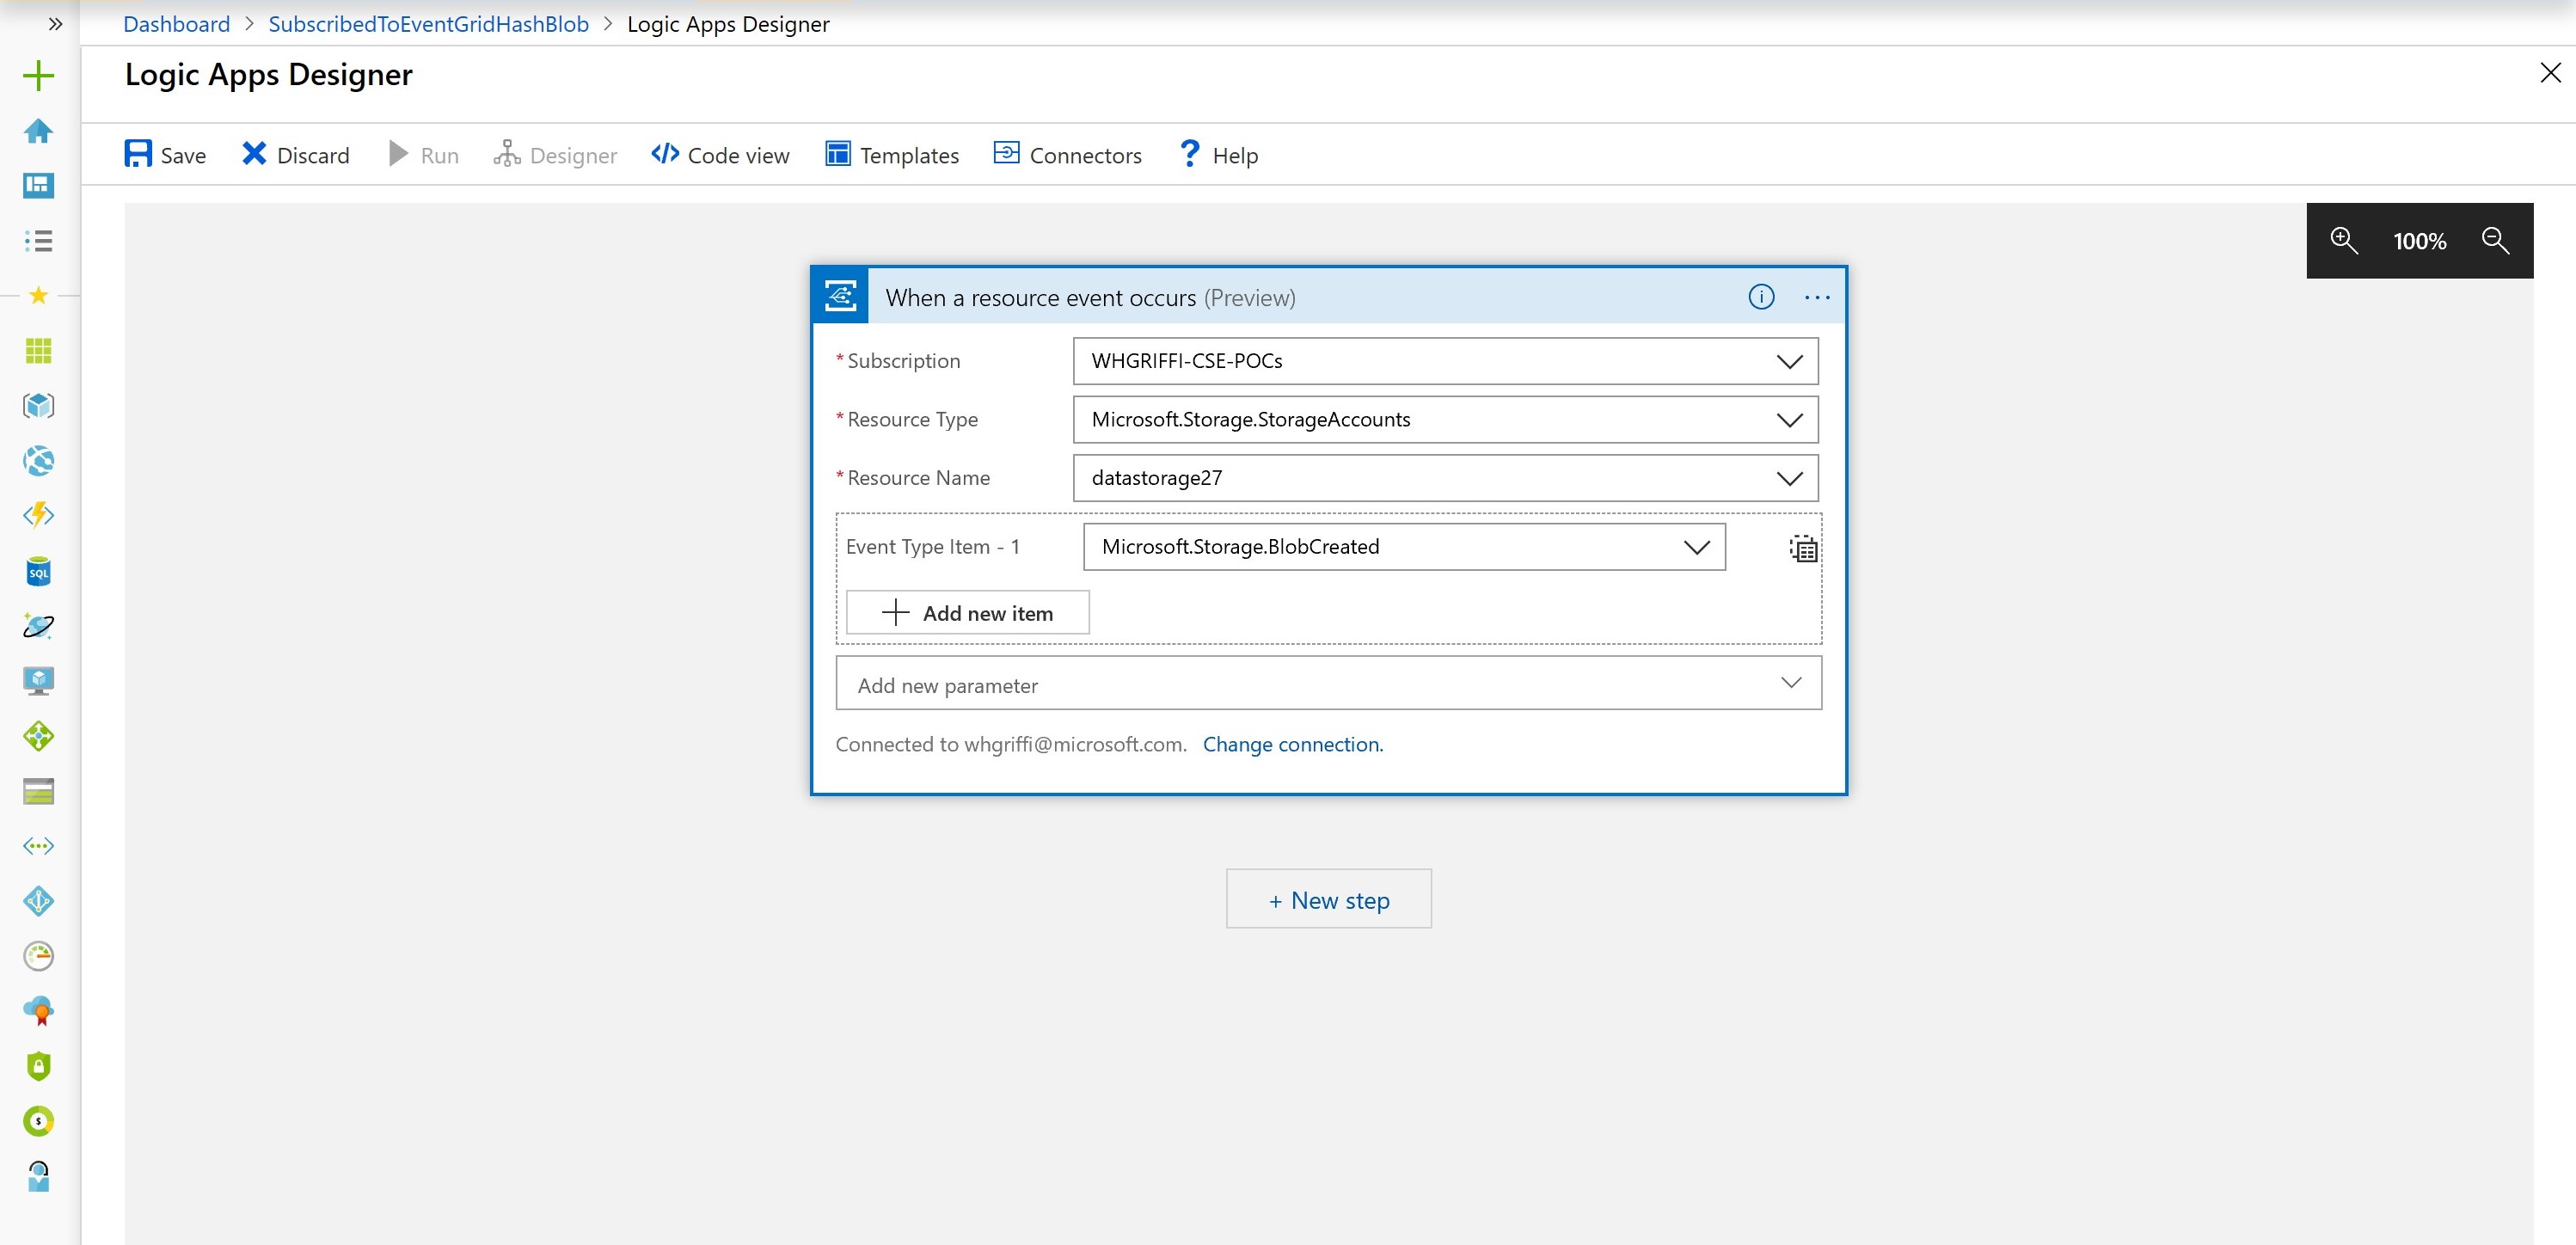 Dashboard > SubscribedToEventGridHashBlob > Logic Apps Designer
Logic Apps Designer
Save Discard Run Designer Code view Templates Connectors Help
100%
When a resource event occurs (Preview)
* Subscription WHGRIFFI-CSE-POCs
* Resource Type Microsoft.Storage.StorageAccounts
* Resource Name datastorage27
Event Type Item - 1 Microsoft.Storage.BlobCreated
Add new item
Add new parameter
Connected to whgriffi@microsoft.com. Change connection.
+ New step
SQL